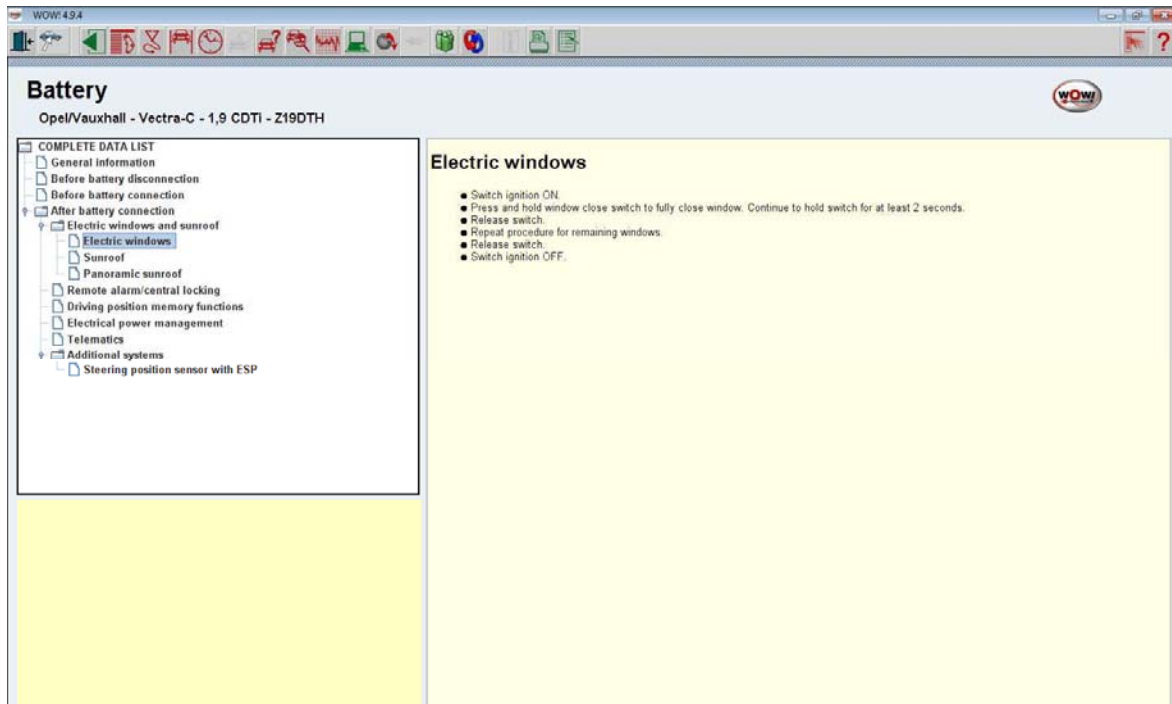 WOW! 4.9.4
?
Battery
Opel/Vauxhall - Vectra-C - 1,9 CDTi - Z19DTH
WOW!
COMPLETE DATA LIST
General information
Before battery disconnection
Before battery connection
After battery connection
Electric windows and sunroof
Electric windows
Sunroof
Panoramic sunroof
Remote alarm/central locking
Driving position memory functions
Electrical power management
Telematics
Additional systems
Steering position sensor with ESP
Electric windows
● Switch ignition ON.
● Press and hold window close switch to fully close window. Continue to hold switch for at least 2 seconds.
● Release switch.
● Repeat procedure for remaining windows.
● Release switch.
● Switch ignition OFF.